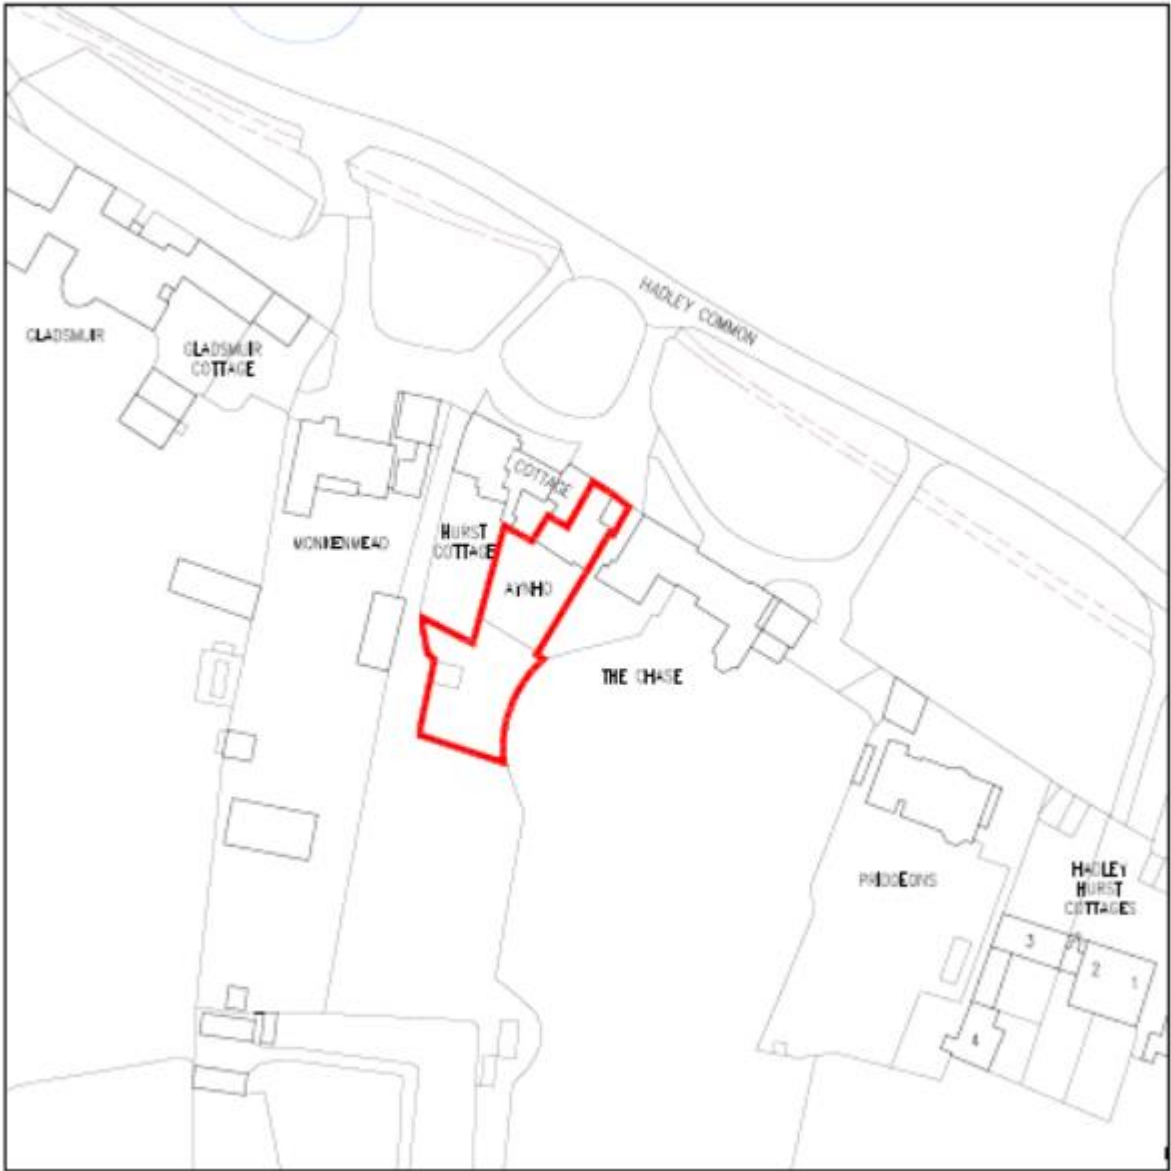 HADLEY COMMON
GLADSMUIR
GLADSMUIR
COTTAGE
COTTAGE
MONKENMEAD
HURST
COTTAGE
AYNHO
THE CHASE
PRIDDEONS
HADLEY
HURST
COTTAGES
3
2
1
4